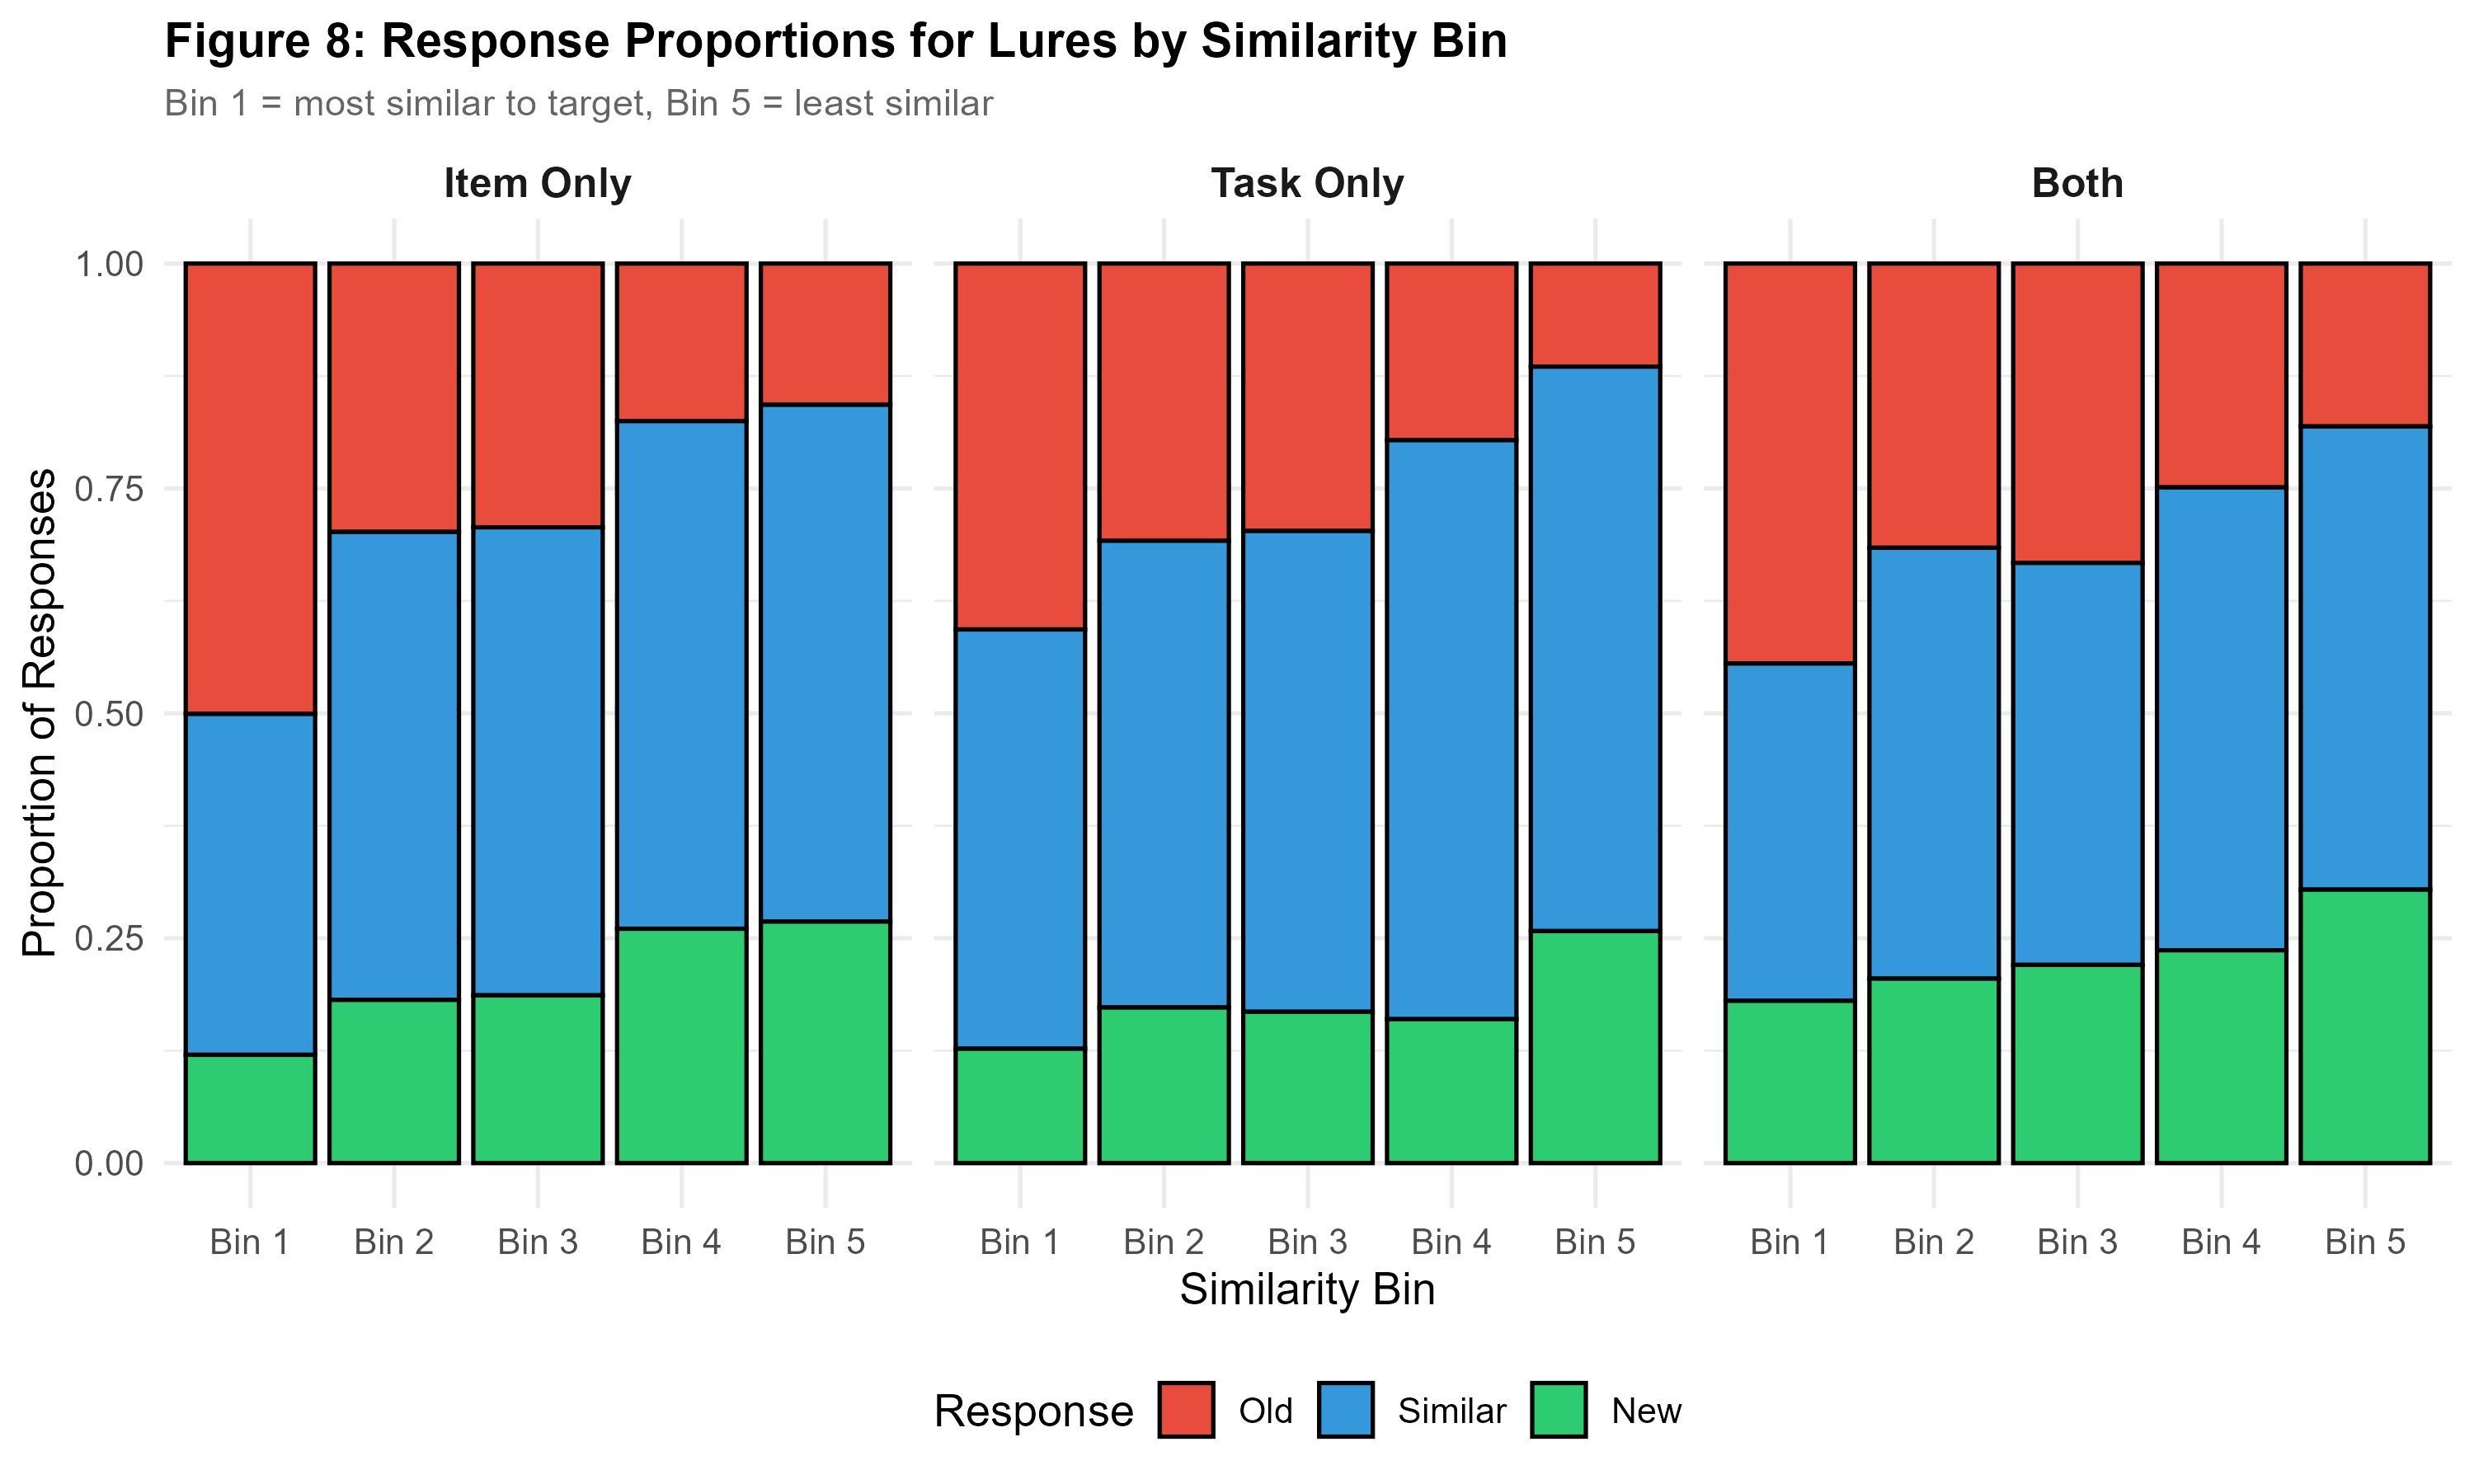 Figure 8: Response Proportions for Lures by Similarity Bin
Bin 1 = most similar to target, Bin 5 = least similar
Item Only
Task Only
Both
Proportion of Responses
1.00
0.75
0.50
0.25
0.00
Bin 1 Bin 2 Bin 3 Bin 4 Bin 5
Bin 1 Bin 2 Bin 3 Bin 4 Bin 5
Bin 1 Bin 2 Bin 3 Bin 4 Bin 5
Similarity Bin
Response Old Similar New